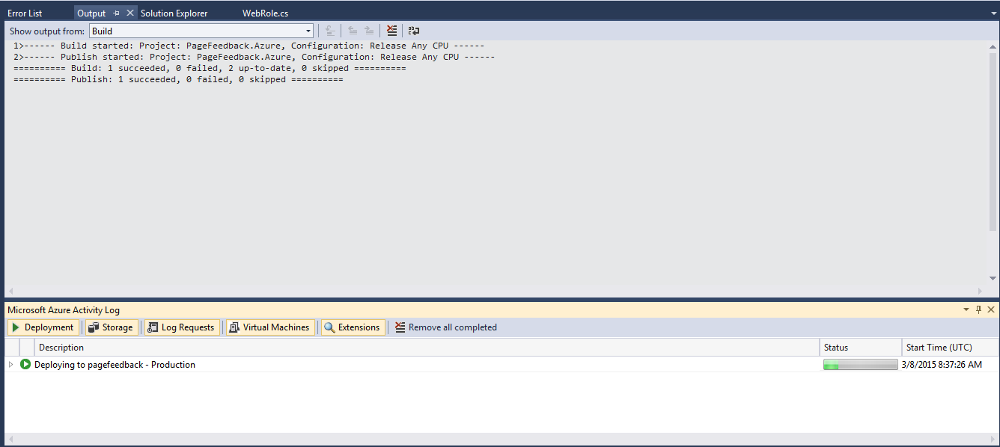 Error List Output Solution Explorer WebRole.cs
Show output from: Build
1>------ Build started: Project: PageFeedback.Azure, Configuration: Release Any CPU ------
2>------ Publish started: Project: PageFeedback.Azure, Configuration: Release Any CPU ------
========== Build: 1 succeeded, 0 failed, 2 up-to-date, 0 skipped ==========
========== Publish: 1 succeeded, 0 failed, 0 skipped ==========
Microsoft Azure Activity Log
Deployment Storage Log Requests Virtual Machines Extensions Remove all completed
Description Status Start Time (UTC)
Deploying to pagefeedback - Production 3/8/2015 8:37:26 AM